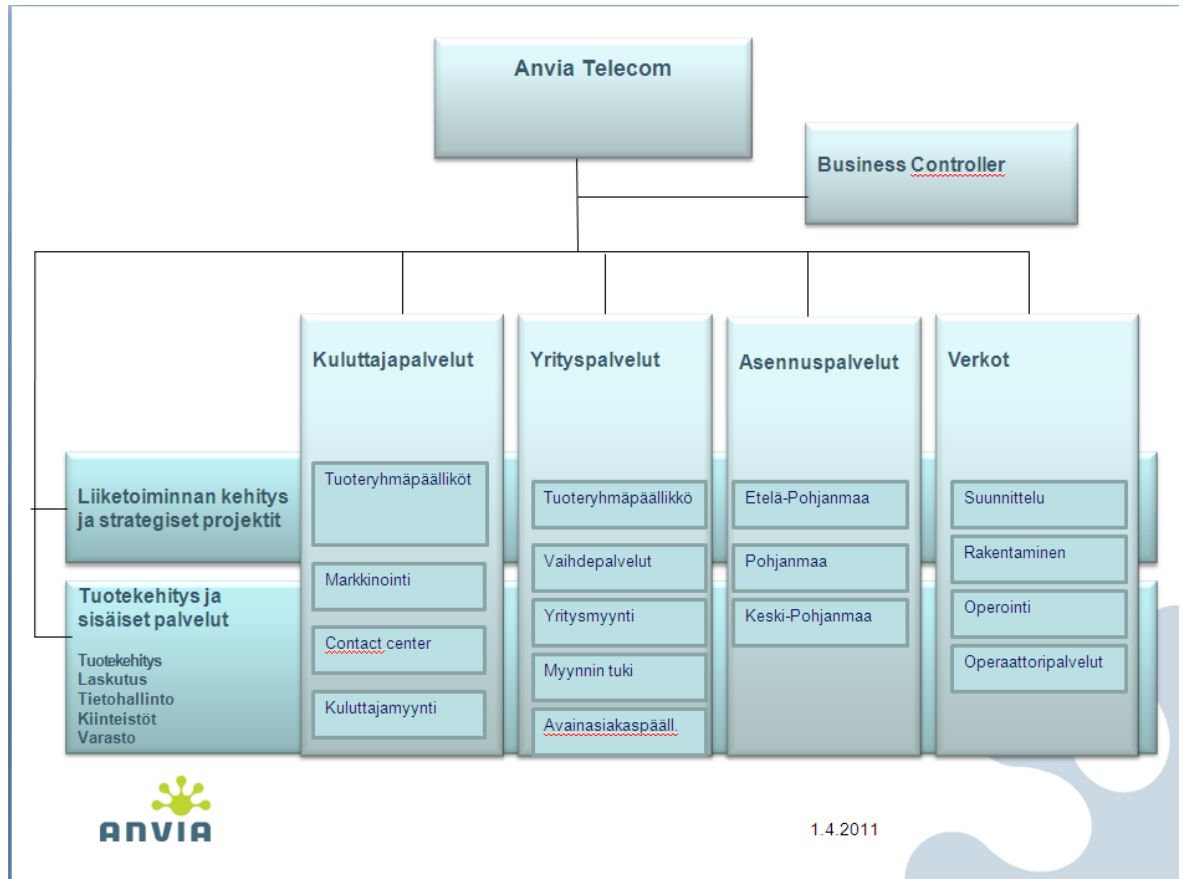 Anvia Telecom
Business Controller
Kuluttajapalvelut
Yrityspalvelut
Asennuspalvelut
Verkot
Liiketoiminnan kehitys
ja strategiset projektit
Tuotekehitys ja
sisäiset palvelut
Tuotekehitys
Laskutus
Tietohallinto
Kiinteistöt
Varasto
Tuoteryhmäpäälliköt
Markkinointi
Contact center
Kuluttajamyynti
Tuoteryhmäpäällikkö
Vaihdepalvelut
Yritysmyynti
Myynnin tuki
Avainasiakaspääll.
Etelä-Pohjanmaa
Pohjanmaa
Keski-Pohjanmaa
Suunnittelu
Rakentaminen
Operointi
Operaattoripalvelut
ANVIA
1.4.2011